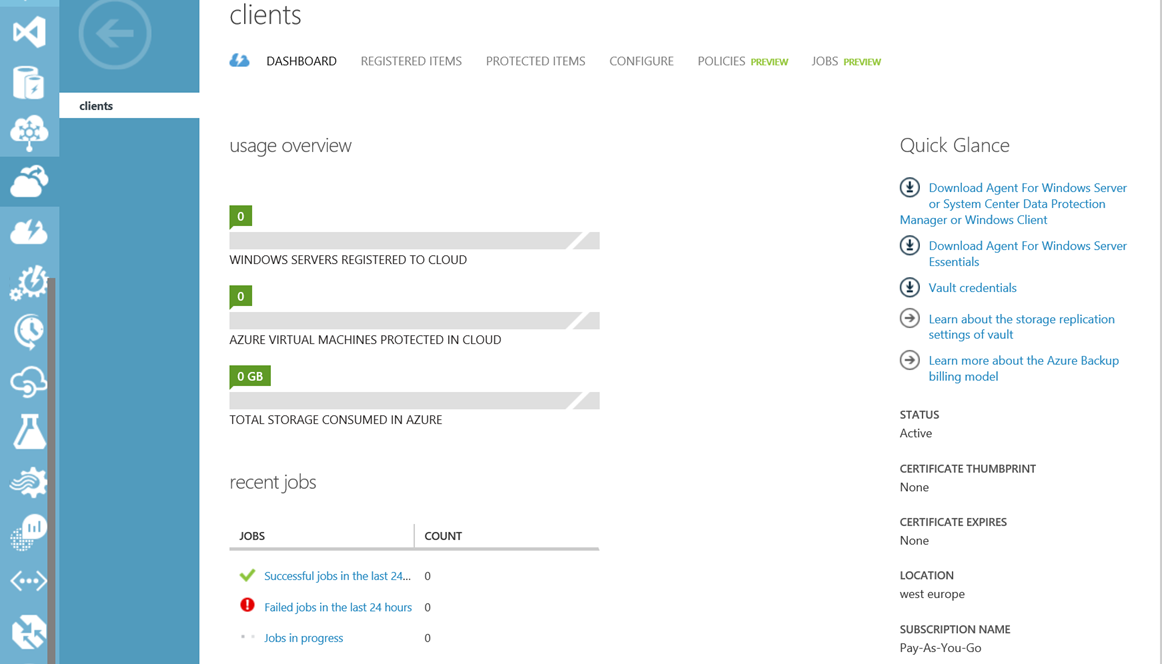 clients
DASHBOARD REGISTERED ITEMS PROTECTED ITEMS CONFIGURE POLICIES PREVIEW JOBS PREVIEW
clients
usage overview
0
WINDOWS SERVERS REGISTERED TO CLOUD
0
AZURE VIRTUAL MACHINES PROTECTED IN CLOUD
0 GB
TOTAL STORAGE CONSUMED IN AZURE
recent jobs
JOBS COUNT
Successful jobs in the last 24... 0
Failed jobs in the last 24 hours 0
Jobs in progress 0
Quick Glance
Download Agent For Windows Server
or System Center Data Protection
Manager or Windows Client
Download Agent For Windows Server
Essentials
Vault credentials
Learn about the storage replication
settings of vault
Learn more about the Azure Backup
billing model
STATUS
Active
CERTIFICATE THUMBPRINT
None
CERTIFICATE EXPIRES
None
LOCATION
west europe
SUBSCRIPTION NAME
Pay-As-You-Go